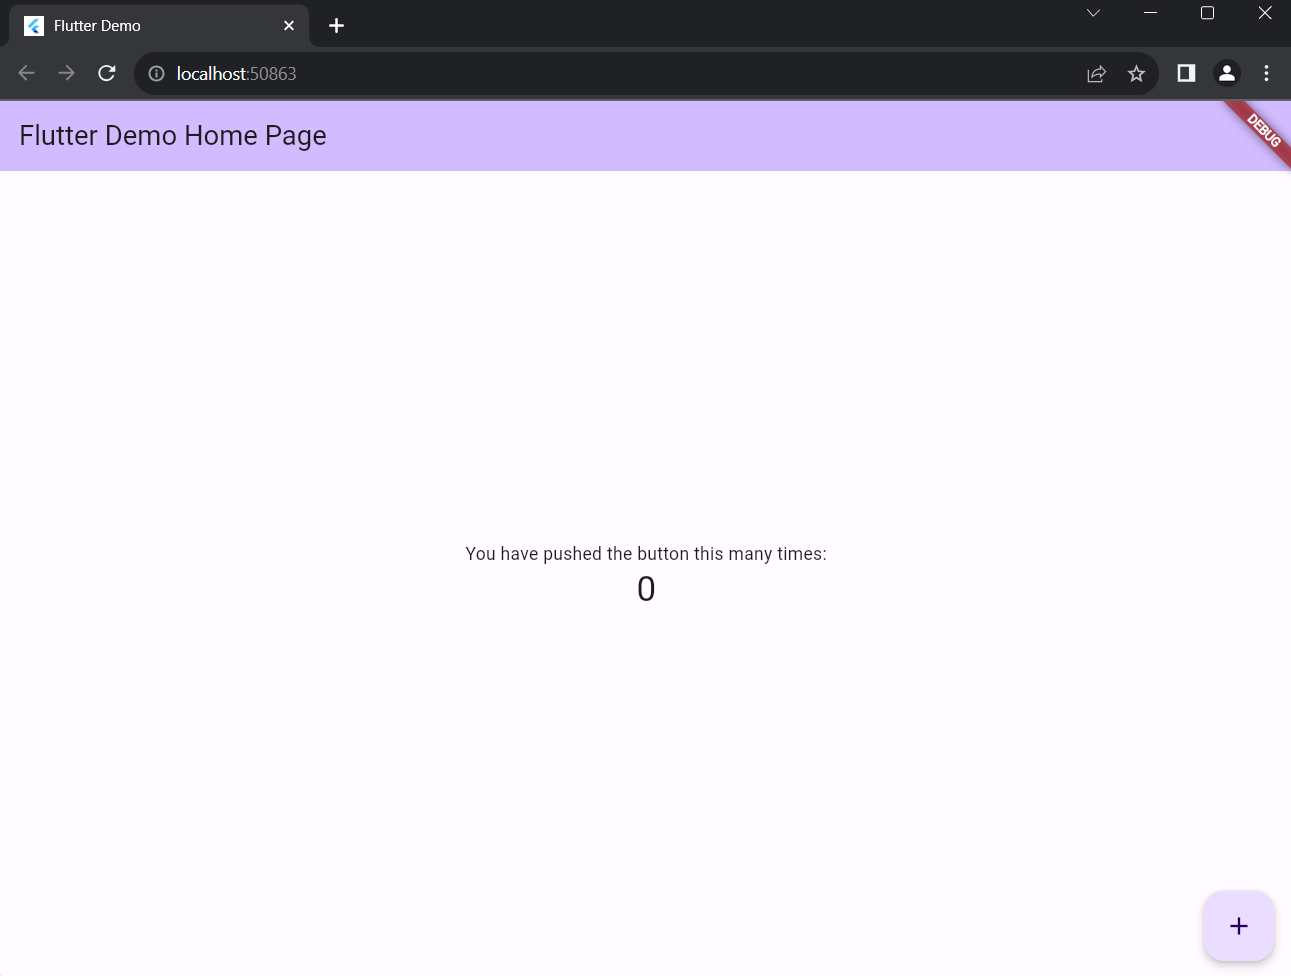 Flutter Demo
localhost:50863
Flutter Demo Home Page
DEBUG
You have pushed the button this many times:
0